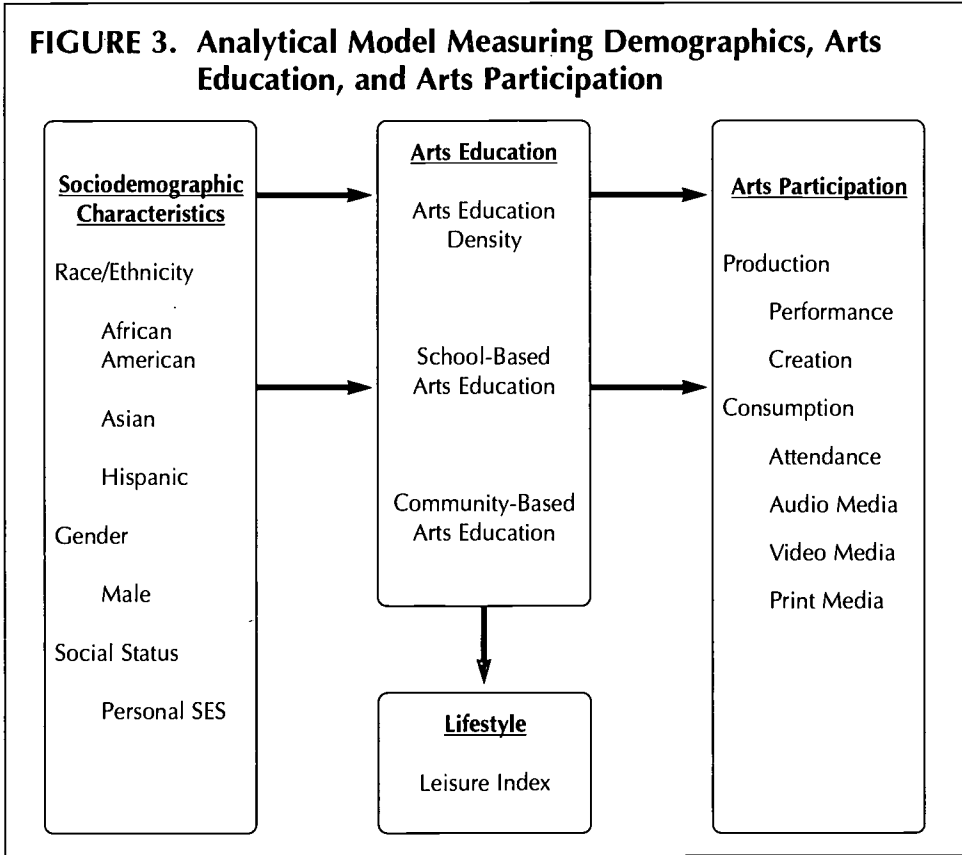 FIGURE 3. Analytical Model Measuring Demographics, Arts
Education, and Arts Participation
Sociodemographic
Characteristics
Race/Ethnicity
African
American
Asian
Hispanic
Gender
Male
Social Status
Personal SES
Arts Education
Arts Education
Density
School-Based
Arts Education
Community-Based
Arts Education
Lifestyle
Leisure Index
Arts Participation
Production
Performance
Creation
Consumption
Attendance
Audio Media
Video Media
Print Media